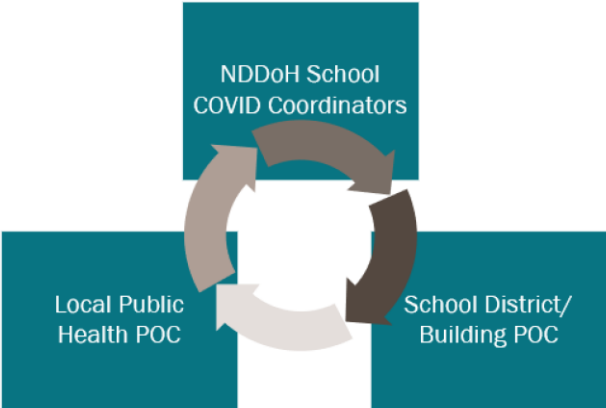 NDDoH School
COVID Coordinators
Local Public
Health POC
School District/
Building POC